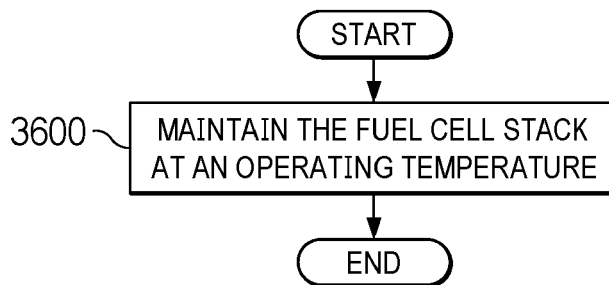 START
3600
MAINTAIN THE FUEL CELL STACK
AT AN OPERATING TEMPERATURE
END